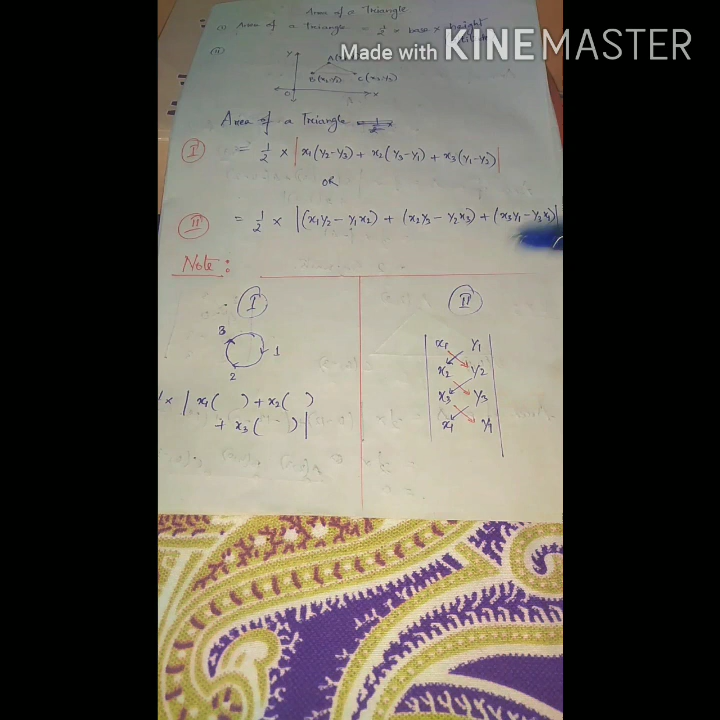 Area of a Triangle
(i) Area of a triangle = 1/2 × base × height
Made with KINEMASTER
(ii)
Y
A(
B(x2,y2) C(x3,y3)
O X
Area of a Triangle
I = 1/2 × | x1(y2-y3) + x2(y3-y1) + x3(y1-y2) |
OR
II = 1/2 × | (x1y2 - y1x2) + (x2y3 - y2x3) + (x3y1 - y3x1) |
Note:
I
3
1
2
× | x1( ) + x2( )
+ x3( - ) |
II
x1 y1
x2 y2
x3 y3
x1 y1